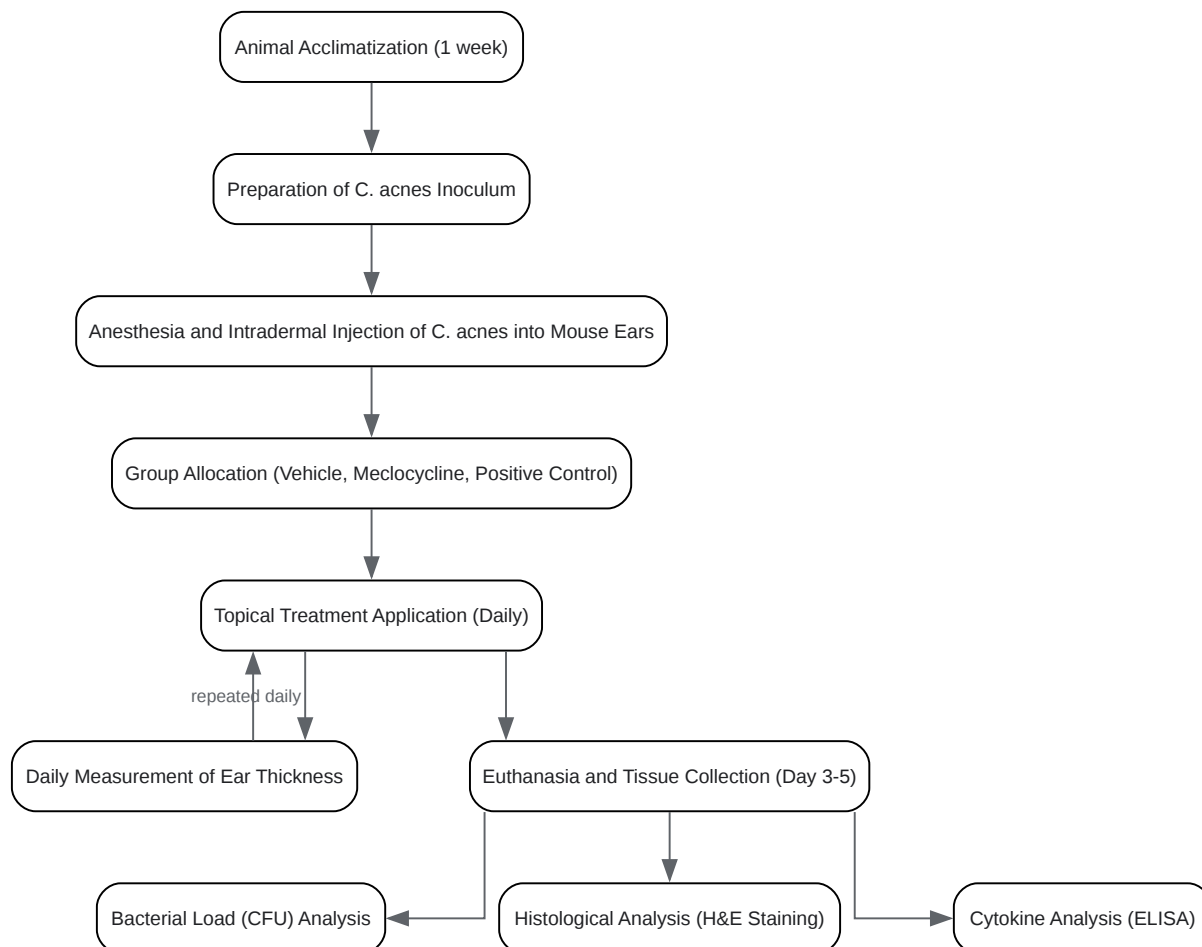 Animal Acclimatization (1 week)
Preparation of C. acnes Inoculum
Anesthesia and Intradermal Injection of C. acnes into Mouse Ears
Group Allocation (Vehicle, Meclocycline, Positive Control)
Topical Treatment Application (Daily)
repeated daily
Daily Measurement of Ear Thickness
Euthanasia and Tissue Collection (Day 3-5)
Bacterial Load (CFU) Analysis
Histological Analysis (H&E Staining)
Cytokine Analysis (ELISA)